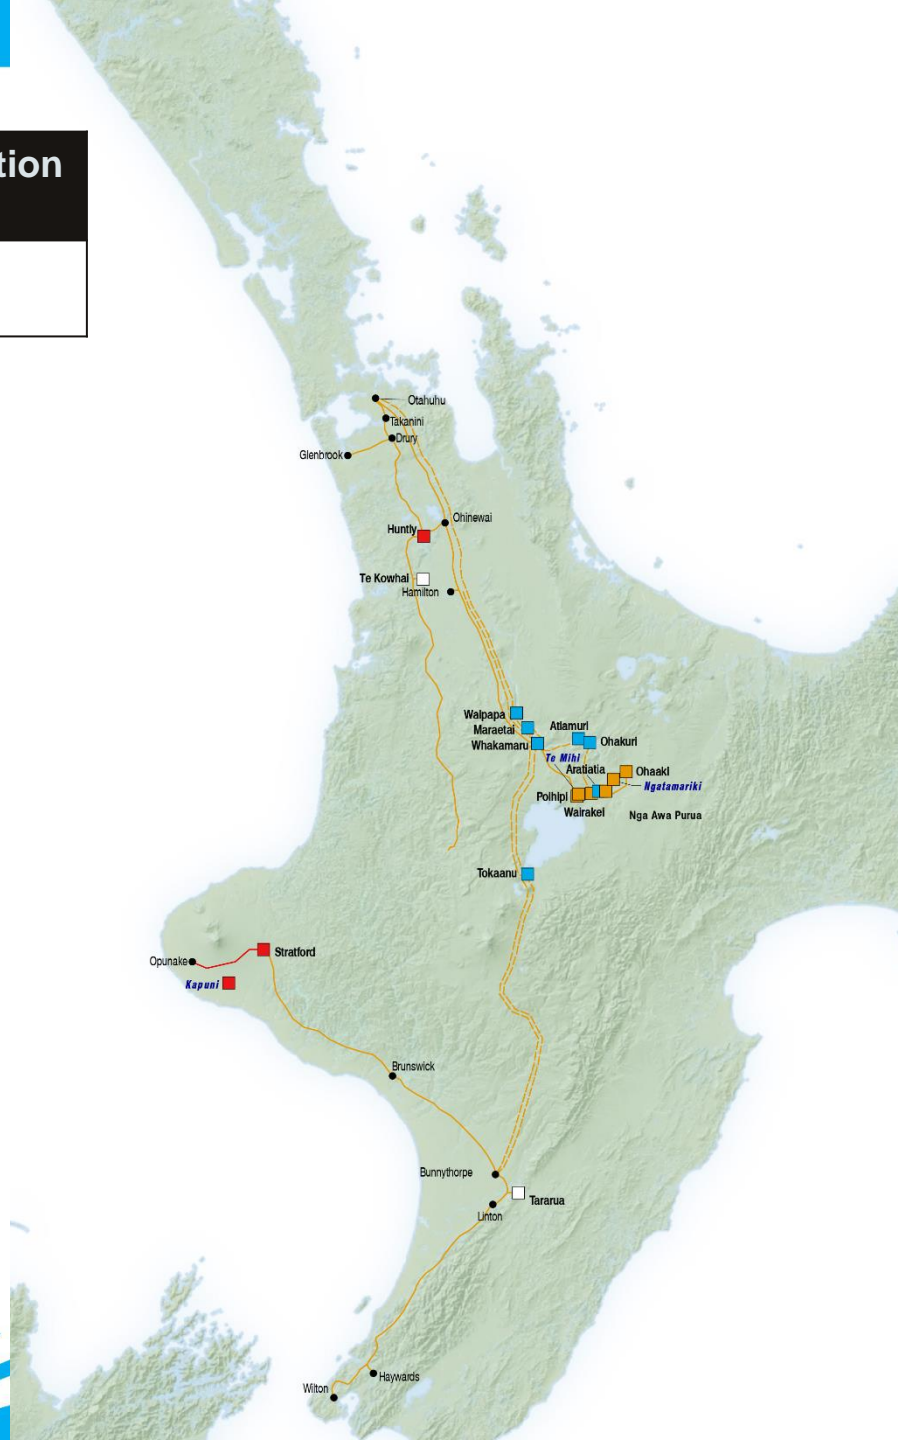 tion
Otahuhu
Takanini
Drury
Glenbrook
Ohinewai
Huntly
Te Kowhai
Hamilton
Waipapa
Maraetai
Atiamuri
Whakamaru
Ohakuri
Te Mihi
Aratiatia
Ohaaki
Ngatamariki
Poihipi
Wairakei
Nga Awa Purua
Tokaanu
Stratford
Opunake
Kapuni
Brunswick
Bunnythorpe
Tararua
Linton
Haywards
Wilton